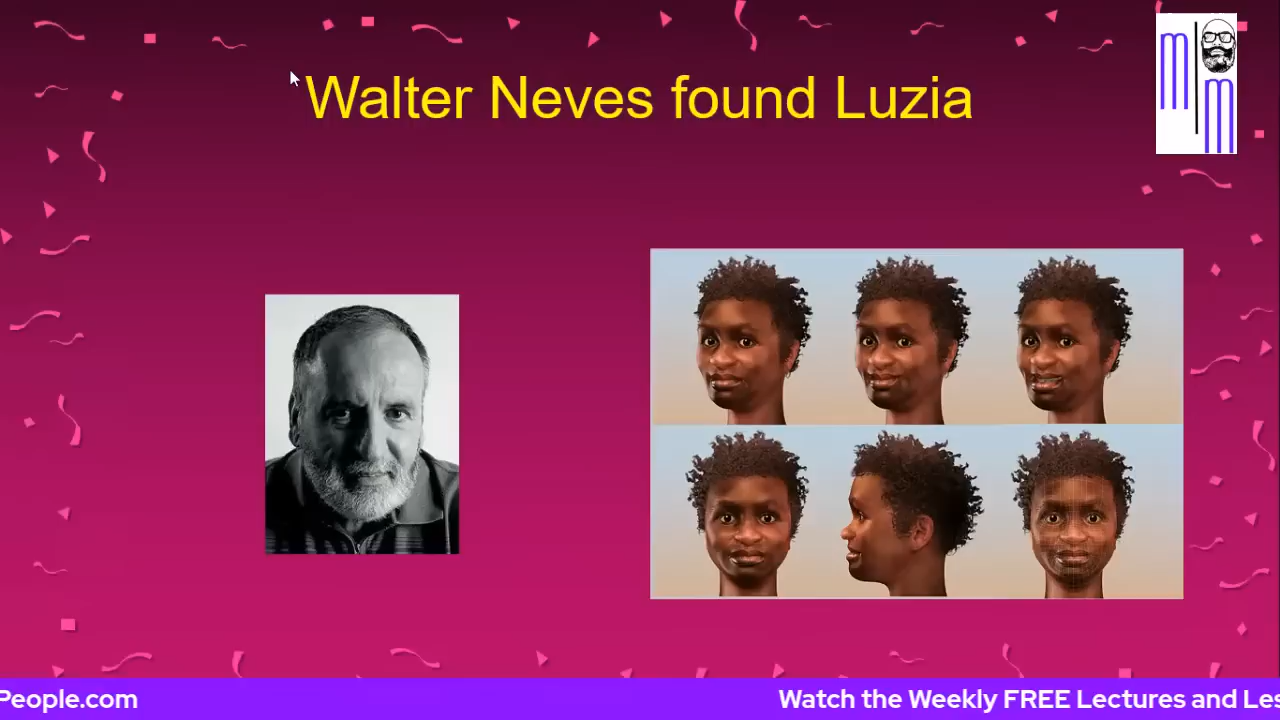 Walter Neves found Luzia
m
m
People.com
Watch the Weekly FREE Lectures and Les